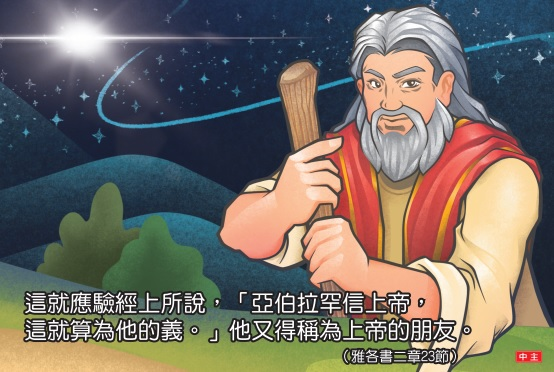 這就應驗經上所說，「亞伯拉罕信上帝，
這就算為他的義。」他又得稱為上帝的朋友。
（雅各書二章23節）
中主